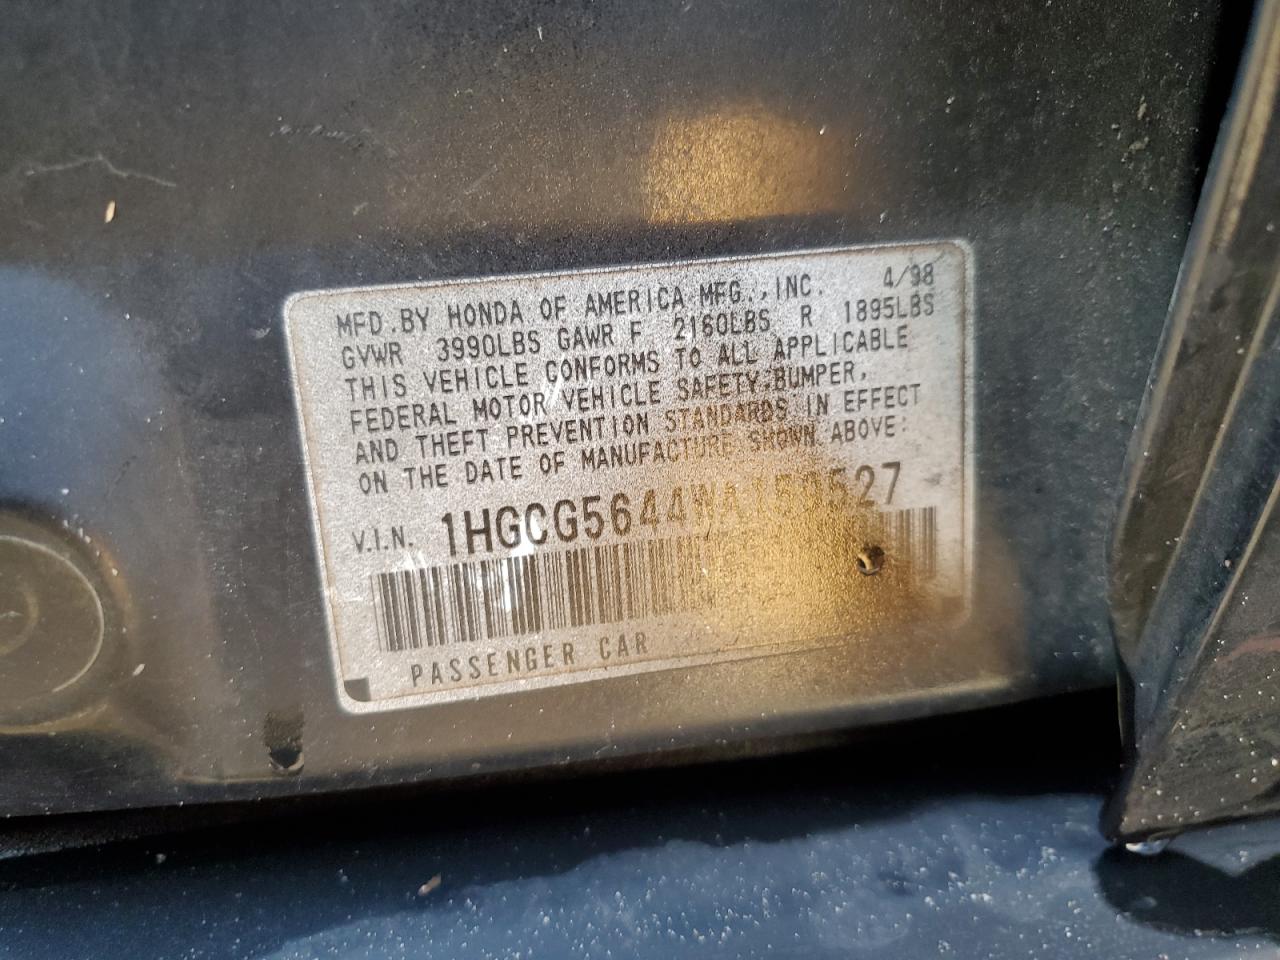 MFD.BY HONDA OF AMERICA MFG.,INC. 4/98
GVWR 3990LBS GAWR F 2160LBS R 1895LBS
THIS VEHICLE CONFORMS TO ALL APPLICABLE
FEDERAL MOTOR VEHICLE SAFETY,BUMPER,
AND THEFT PREVENTION STANDARDS IN EFFECT
ON THE DATE OF MANUFACTURE SHOWN ABOVE:
V.I.N. 1HGCG5644WA159527
PASSENGER CAR